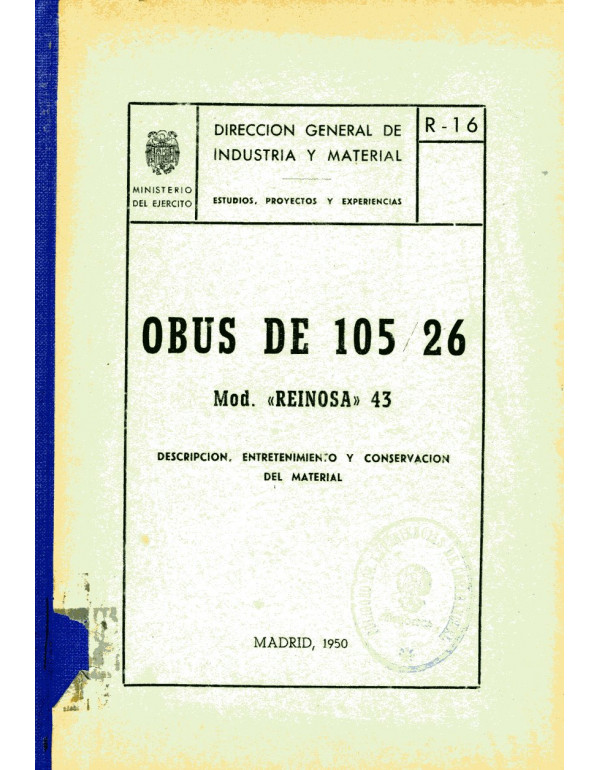 MINISTERIO
DEL EJERCITO
DIRECCION GENERAL DE
INDUSTRIA Y MATERIAL
ESTUDIOS, PROYECTOS Y EXPERIENCIAS
R-16
OBUS DE 105/26
Mod. «REINOSA» 43
DESCRIPCION, ENTRETENIMIENTO Y CONSERVACION
DEL MATERIAL
MADRID, 1950